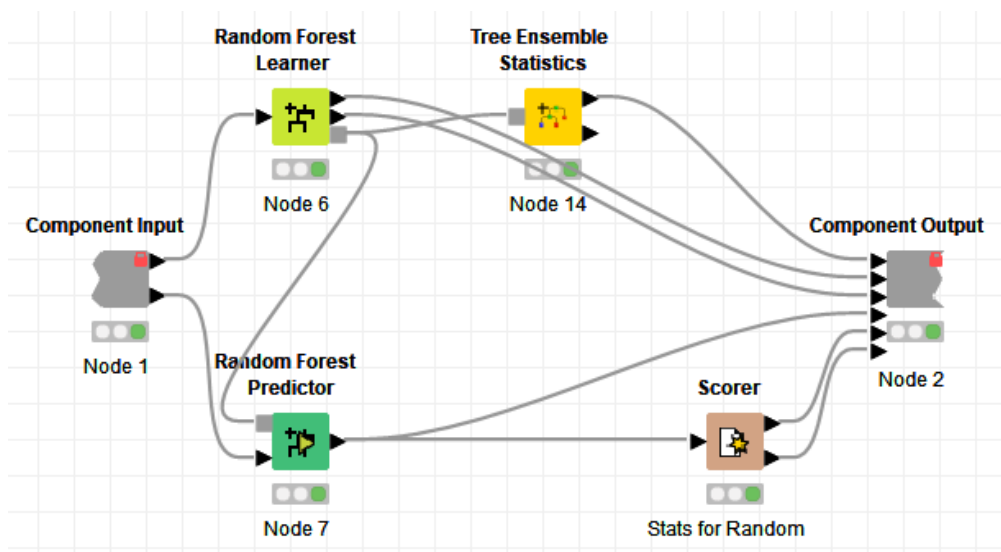 Random Forest
Learner
Tree Ensemble
Statistics
Node 6
Node 14
Component Input
Component Output
Node 1
Random Forest
Predictor
Scorer
Node 2
Node 7
Stats for Random